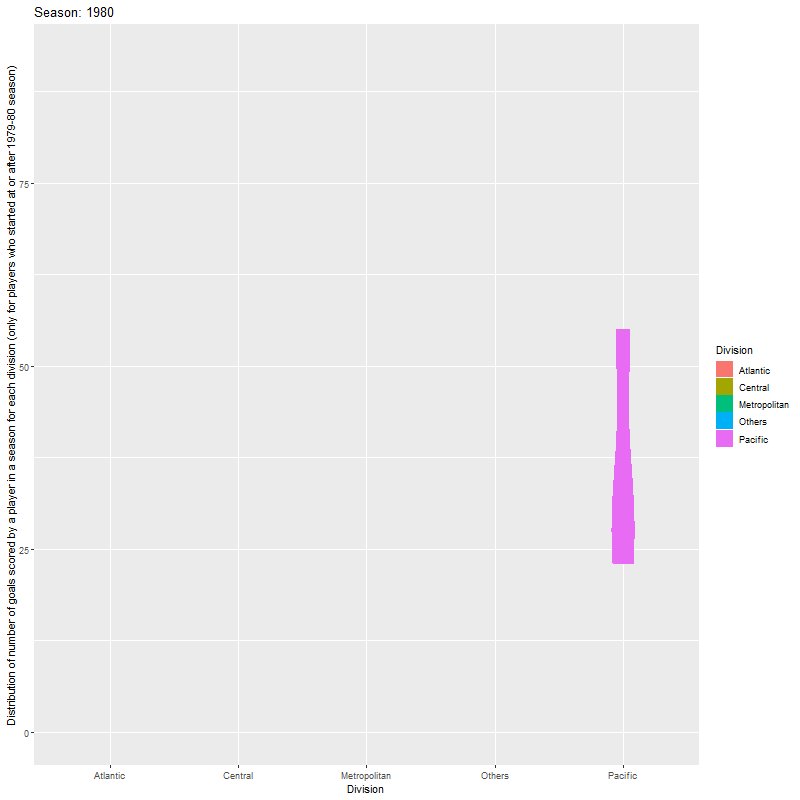 Season: 1980
Distribution of number of goals scored by a player in a season for each division (only for players who started at or after 1979-80 season)
75
50
25
0
Atlantic
Central
Metropolitan
Others
Pacific
Division
Division
Atlantic
Central
Metropolitan
Others
Pacific